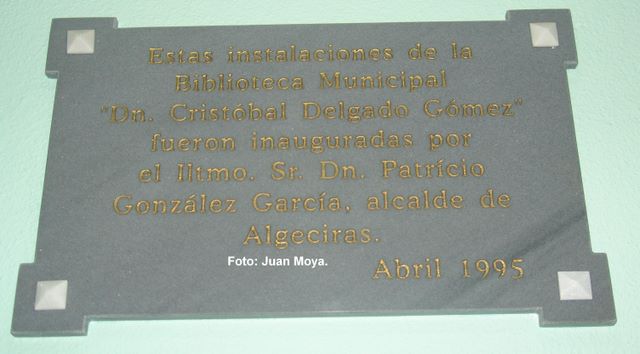 Estas instalaciones de la
Biblioteca Municipal
"Dn. Cristóbal Delgado Gómez"
fueron inauguradas por
el Iltmo. Sr. Dn. Patrício
González García, alcalde de
Algeciras.
Foto: Juan Moya.
Abril 1995